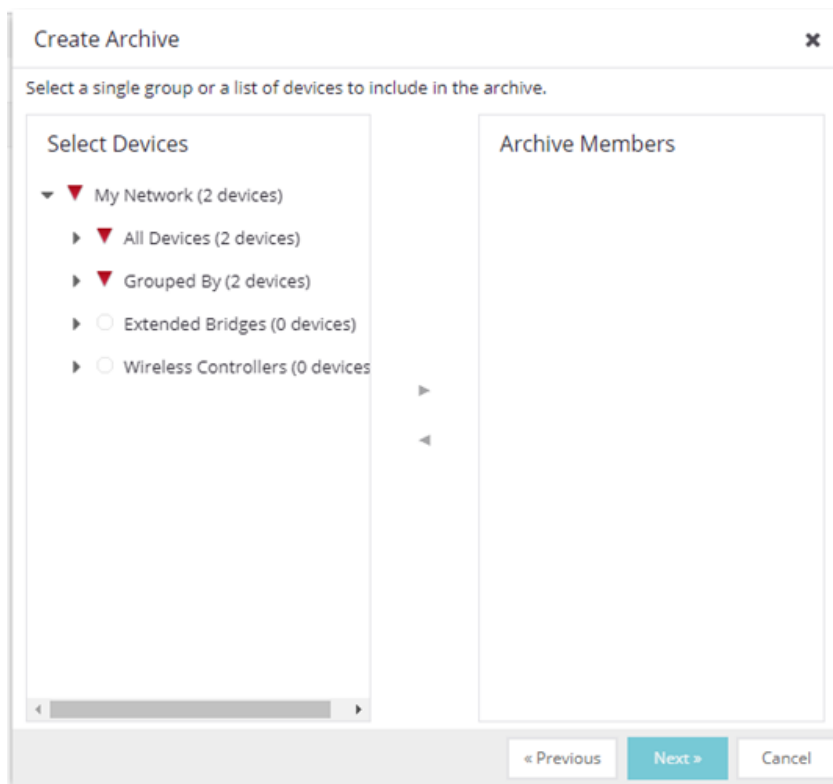 Create Archive
Select a single group or a list of devices to include in the archive.
Select Devices
My Network (2 devices)
All Devices (2 devices)
Grouped By (2 devices)
Extended Bridges (0 devices)
Wireless Controllers (0 devices
Archive Members
« Previous
Next »
Cancel